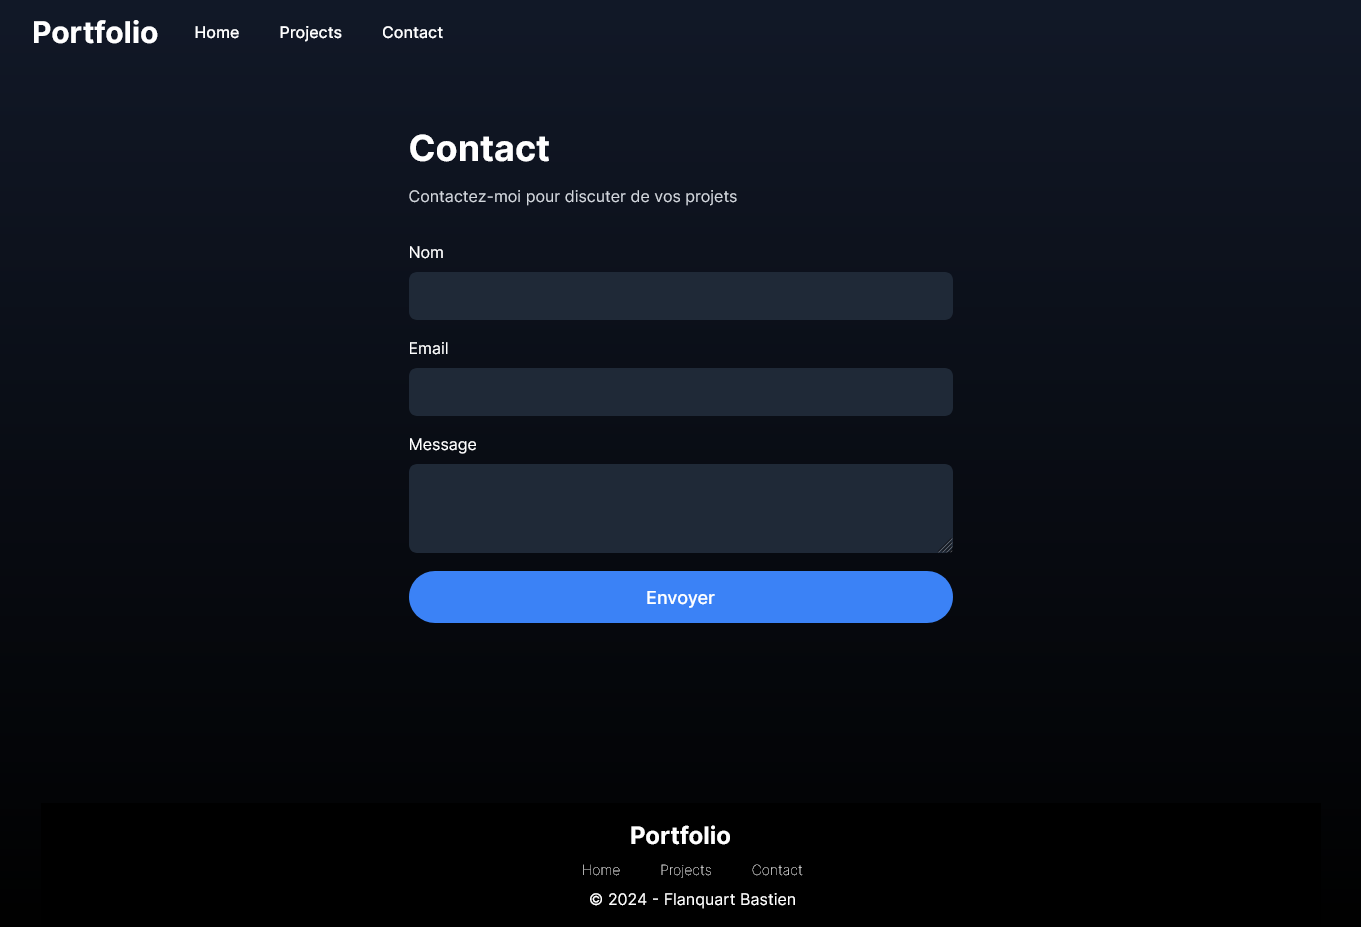 Portfolio Home Projects Contact
Contact
Contactez-moi pour discuter de vos projets
Nom
Email
Message
Envoyer
Portfolio
Home Projects Contact
© 2024 - Flanquart Bastien